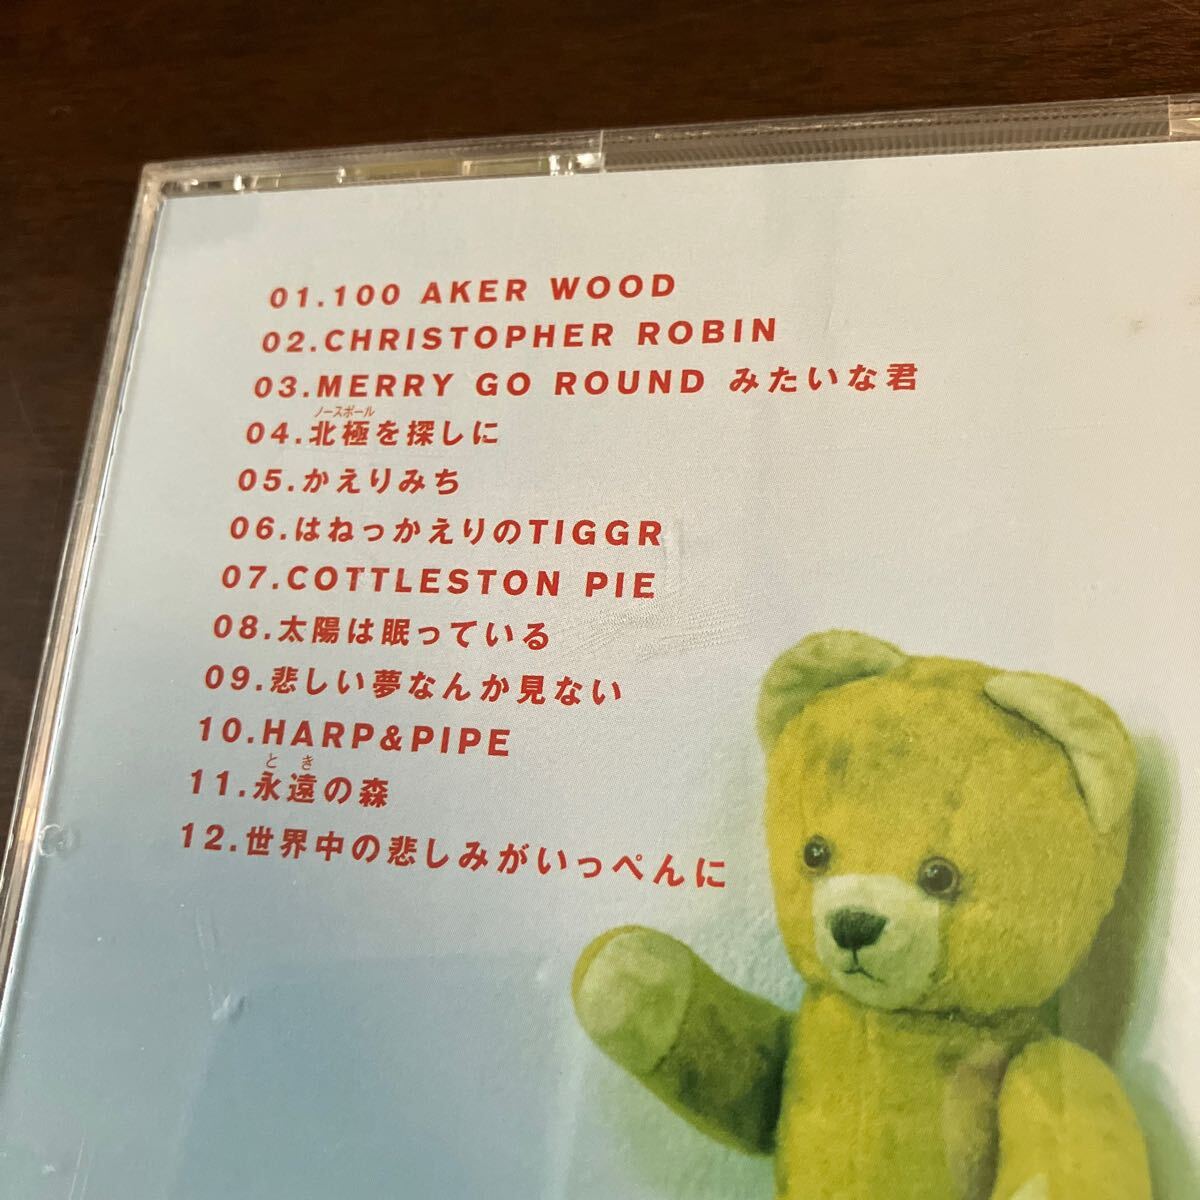 01.100 AKER WOOD
02.CHRISTOPHER ROBIN
03.MERRY GO ROUND みたいな君
ノースポール
04.北極を探しに
05.かえりみち
06.はねっかえりのTIGGR
07.COTTLESTON PIE
08.太陽は眠っている
09.悲しい夢なんか見ない
10.HARP&PIPE
とき
11.永遠の森
12.世界中の悲しみがいっぺんに